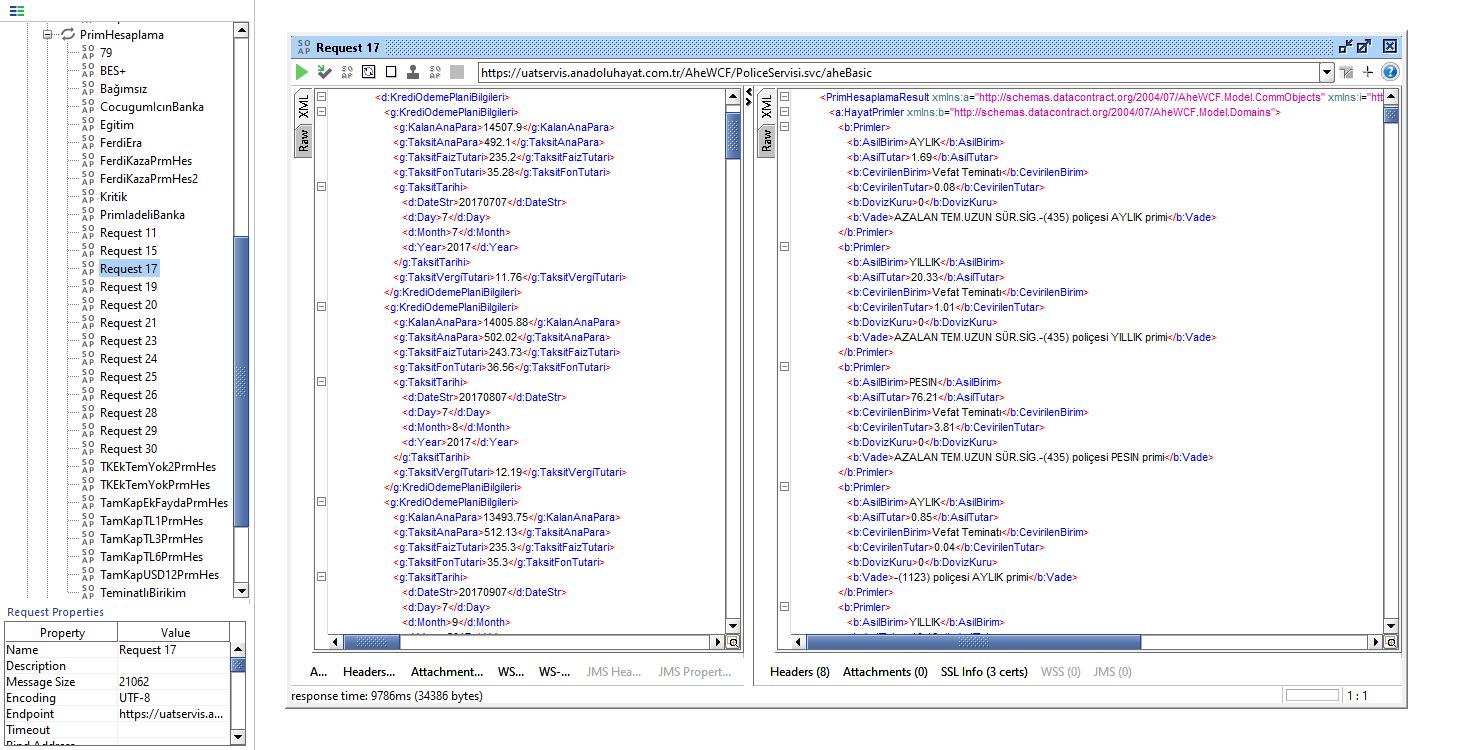 PrimHesaplama
79
BES+
Bağımsız
CocugumIcınBanka
Egitim
FerdiEra
FerdiKazaPrmHes
FerdiKazaPrmHes2
Kritik
PrimIadeliBanka
Request 11
Request 15
Request 17
Request 19
Request 20
Request 21
Request 23
Request 24
Request 25
Request 26
Request 28
Request 29
Request 30
TKEkTemYok2PrmHes
TKEkTemYokPrmHes
TamKapEkFaydaPrmHes
TamKapTL1PrmHes
TamKapTL3PrmHes
TamKapTL6PrmHes
TamKapUSD12PrmHes
TeminatlıBirikim
Request Properties
Property Value
Name Request 17
Description
Message Size 21062
Encoding UTF-8
Endpoint https://uatservis.a...
Timeout
Bind Address
SOAP Request 17
https://uatservis.anadoluhayat.com.tr/AheWCF/PoliceServisi.svc/aheBasic
XML
Raw
<d:KrediOdemePlaniBilgileri>
<g:KrediOdemePlaniBilgileri>
<g:KalanAnaPara>14507.9</g:KalanAnaPara>
<g:TaksitAnaPara>492.1</g:TaksitAnaPara>
<g:TaksitFaizTutari>235.2</g:TaksitFaizTutari>
<g:TaksitFonTutari>35.28</g:TaksitFonTutari>
<g:TaksitTarihi>
<d:DateStr>20170707</d:DateStr>
<d:Day>7</d:Day>
<d:Month>7</d:Month>
<d:Year>2017</d:Year>
</g:TaksitTarihi>
<g:TaksitVergiTutari>11.76</g:TaksitVergiTutari>
</g:KrediOdemePlaniBilgileri>
<g:KrediOdemePlaniBilgileri>
<g:KalanAnaPara>14005.88</g:KalanAnaPara>
<g:TaksitAnaPara>502.02</g:TaksitAnaPara>
<g:TaksitFaizTutari>243.73</g:TaksitFaizTutari>
<g:TaksitFonTutari>36.56</g:TaksitFonTutari>
<g:TaksitTarihi>
<d:DateStr>20170807</d:DateStr>
<d:Day>7</d:Day>
<d:Month>8</d:Month>
<d:Year>2017</d:Year>
</g:TaksitTarihi>
<g:TaksitVergiTutari>12.19</g:TaksitVergiTutari>
</g:KrediOdemePlaniBilgileri>
<g:KrediOdemePlaniBilgileri>
<g:KalanAnaPara>13493.75</g:KalanAnaPara>
<g:TaksitAnaPara>512.13</g:TaksitAnaPara>
<g:TaksitFaizTutari>235.3</g:TaksitFaizTutari>
<g:TaksitFonTutari>35.3</g:TaksitFonTutari>
<g:TaksitTarihi>
<d:DateStr>20170907</d:DateStr>
<d:Day>7</d:Day>
<d:Month>9</d:Month>
XML
Raw
<PrimHesaplamaResult xmlns:a="http://schemas.datacontract.org/2004/07/AheWCF.Model.CommObjects" xmlns:i="htt
<a:HayatPrimler xmlns:b="http://schemas.datacontract.org/2004/07/AheWCF.Model.Domains">
<b:Primler>
<b:AsilBirim>AYLIK</b:AsilBirim>
<b:AsilTutar>1.69</b:AsilTutar>
<b:CevirilenBirim>Vefat Teminatı</b:CevirilenBirim>
<b:CevirilenTutar>0.08</b:CevirilenTutar>
<b:DovizKuru>0</b:DovizKuru>
<b:Vade>AZALAN TEM.UZUN SÜR.SİG.-(435) poliçesi AYLIK primi</b:Vade>
</b:Primler>
<b:Primler>
<b:AsilBirim>YILLIK</b:AsilBirim>
<b:AsilTutar>20.33</b:AsilTutar>
<b:CevirilenBirim>Vefat Teminatı</b:CevirilenBirim>
<b:CevirilenTutar>1.01</b:CevirilenTutar>
<b:DovizKuru>0</b:DovizKuru>
<b:Vade>AZALAN TEM.UZUN SÜR.SİG.-(435) poliçesi YILLIK primi</b:Vade>
</b:Primler>
<b:Primler>
<b:AsilBirim>PESIN</b:AsilBirim>
<b:AsilTutar>76.21</b:AsilTutar>
<b:CevirilenBirim>Vefat Teminatı</b:CevirilenBirim>
<b:CevirilenTutar>3.81</b:CevirilenTutar>
<b:DovizKuru>0</b:DovizKuru>
<b:Vade>AZALAN TEM.UZUN SÜR.SİG.-(435) poliçesi PESIN primi</b:Vade>
</b:Primler>
<b:Primler>
<b:AsilBirim>AYLIK</b:AsilBirim>
<b:AsilTutar>0.85</b:AsilTutar>
<b:CevirilenBirim>Vefat Teminatı</b:CevirilenBirim>
<b:CevirilenTutar>0.04</b:CevirilenTutar>
<b:DovizKuru>0</b:DovizKuru>
<b:Vade>-(1123) poliçesi AYLIK primi</b:Vade>
</b:Primler>
<b:Primler>
<b:AsilBirim>YILLIK</b:AsilBirim>
A... Headers... Attachment... WS... WS-... JMS Hea... JMS Propert...
Headers (8) Attachments (0) SSL Info (3 certs) WSS (0) JMS (0)
response time: 9786ms (34386 bytes)
1 : 1